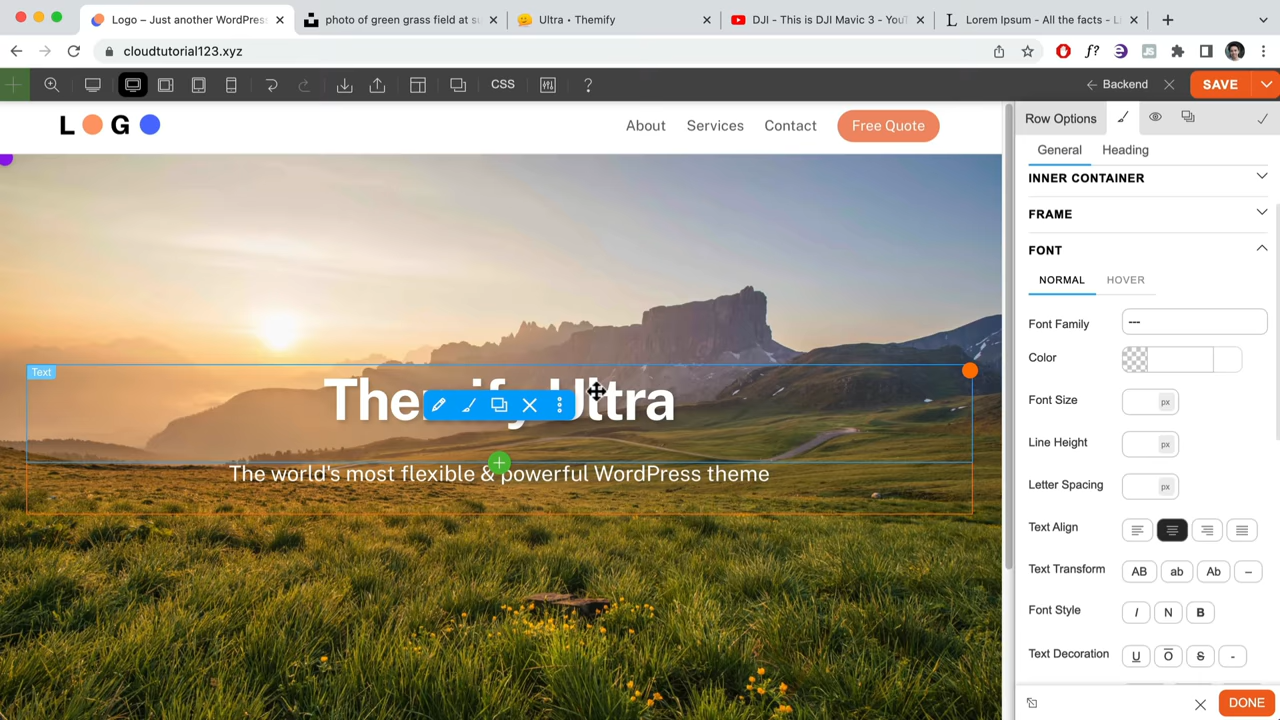 Logo – Just another WordPress
photo of green grass field at su
Ultra • Themify
DJI - This is DJI Mavic 3 - YouT
Lorem Ipsum - All the facts - Li
cloudtutorial123.xyz
f?
JS
CSS
?
Backend
SAVE
L G
About
Services
Contact
Free Quote
Row Options
General
Heading
INNER CONTAINER
FRAME
FONT
NORMAL
HOVER
Font Family
---
Color
Font Size
px
Line Height
px
Letter Spacing
px
Text Align
Text Transform
AB
ab
Ab
–
Font Style
I
N
B
Text Decoration
U
O
S
-
DONE
Text
Themify Ultra
The world's most flexible & powerful WordPress theme